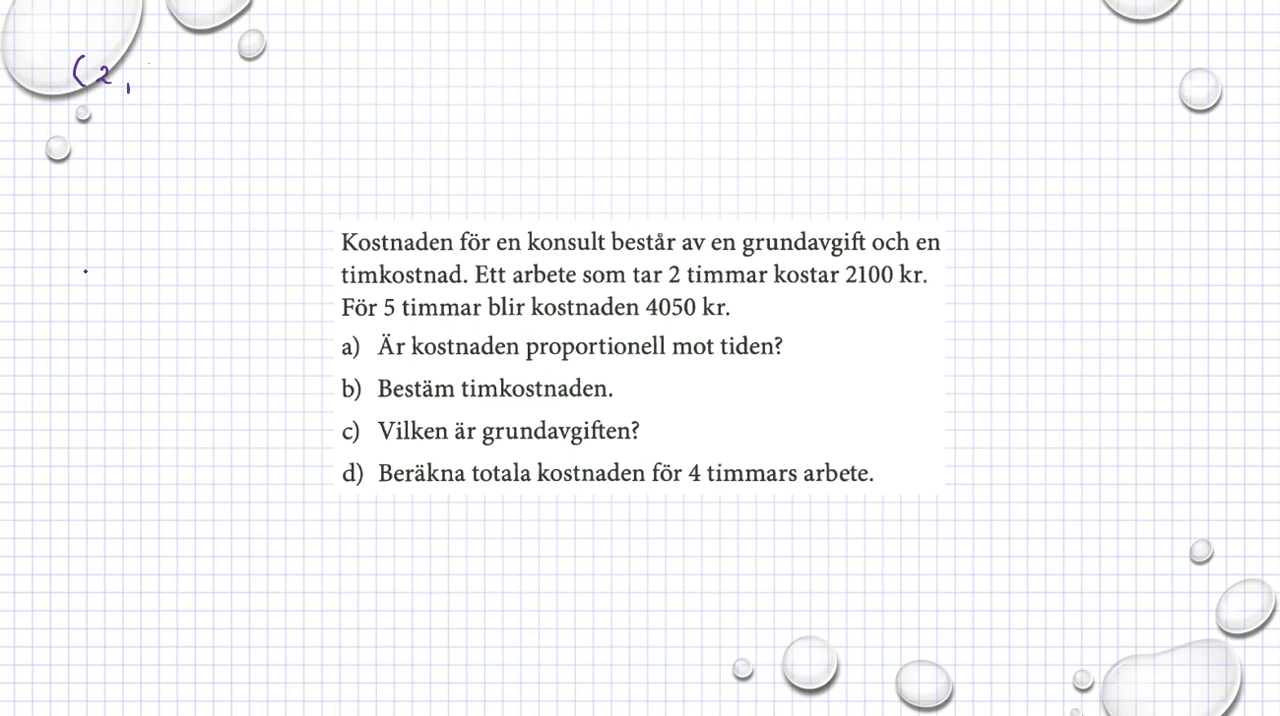 (2,
Kostnaden för en konsult består av en grundavgift och en
timkostnad. Ett arbete som tar 2 timmar kostar 2100 kr.
För 5 timmar blir kostnaden 4050 kr.
a) Är kostnaden proportionell mot tiden?
b) Bestäm timkostnaden.
c) Vilken är grundavgiften?
d) Beräkna totala kostnaden för 4 timmars arbete.